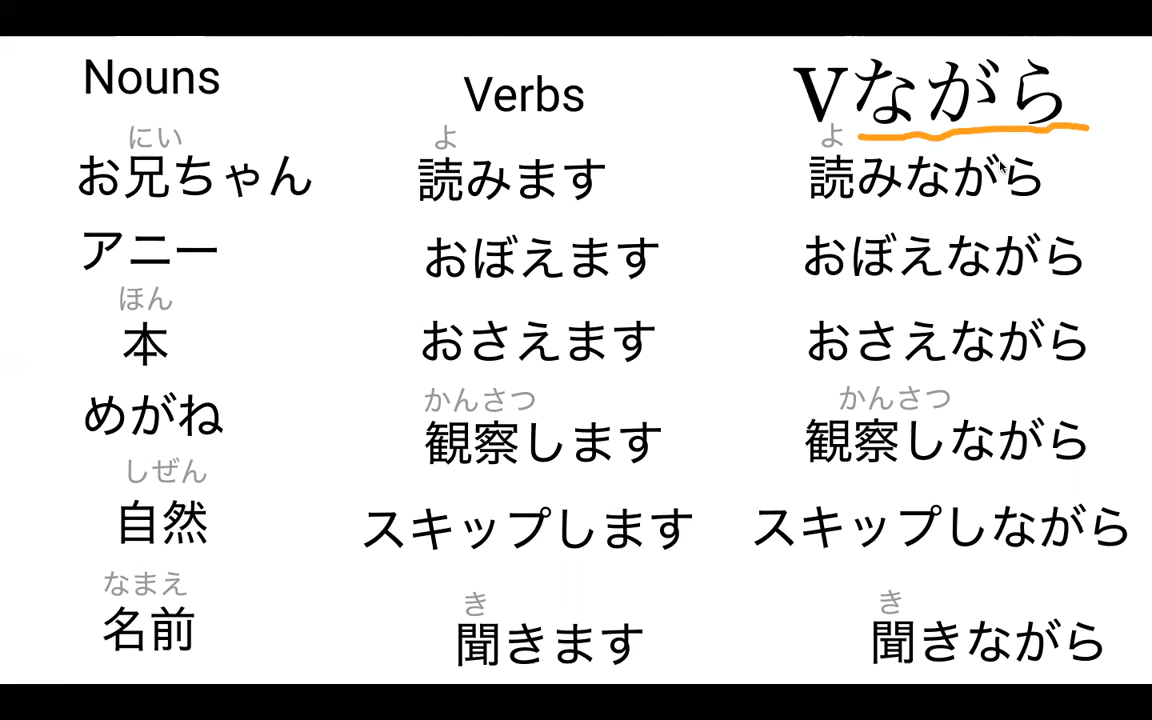 Nouns
にい
お兄ちゃん
アニー
ほん
本
めがね
しぜん
自然
なまえ
名前
Verbs
よ
読みます
おぼえます
おさえます
かんさつ
観察します
スキップします
き
聞きます
Vながら
よ
読みながら
おぼえながら
おさえながら
かんさつ
観察しながら
スキップしながら
き
聞きながら